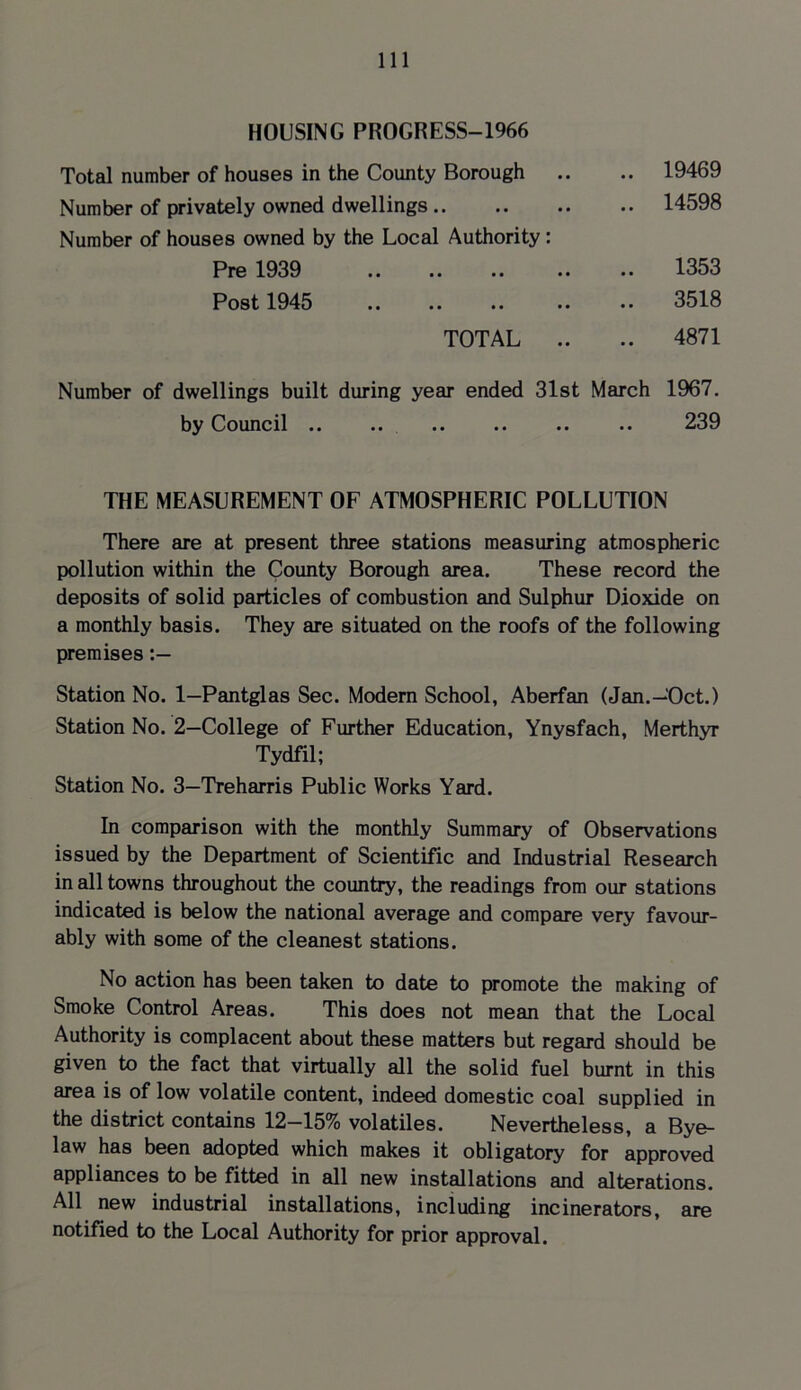 111
HOUSING PROGRESS-1966
Total number of houses in the County Borough .. .. 19469
Number of privately owned dwellings .. .. .. .. 14598
Number of houses owned by the Local Authority:
Pre 1939 .. .. .. .. .. 1353
Post 1945 .. .. .. .. .. 3518
TOTAL .. .. 4871
Number of dwellings built during year ended 31st March 1967.
by Council .. .. .. .. .. .. 239
THE MEASUREMENT OF ATMOSPHERIC POLLUTION
There are at present three stations measuring atmospheric
pollution within the County Borough area. These record the
deposits of solid particles of combustion and Sulphur Dioxide on
a monthly basis. They are situated on the roofs of the following
premises:—
Station No. 1—Pantglas Sec. Modern School, Aberfan (Jan.—Oct.)
Station No. 2—College of Further Education, Ynysfach, Merthyr
Tydfil;
Station No. 3—Treharris Public Works Yard.
In comparison with the monthly Summary of Observations
issued by the Department of Scientific and Industrial Research
in all towns throughout the country, the readings from our stations
indicated is below the national average and compare very favour-
ably with some of the cleanest stations.
No action has been taken to date to promote the making of
Smoke Control Areas. This does not mean that the Local
Authority is complacent about these matters but regard should be
given to the fact that virtually all the solid fuel burnt in this
area is of low volatile content, indeed domestic coal supplied in
the district contains 12—15% volatiles. Nevertheless, a Bye-
law has been adopted which makes it obligatory for approved
appliances to be fitted in all new installations and alterations.
All new industrial installations, including incinerators, are
notified to the Local Authority for prior approval.